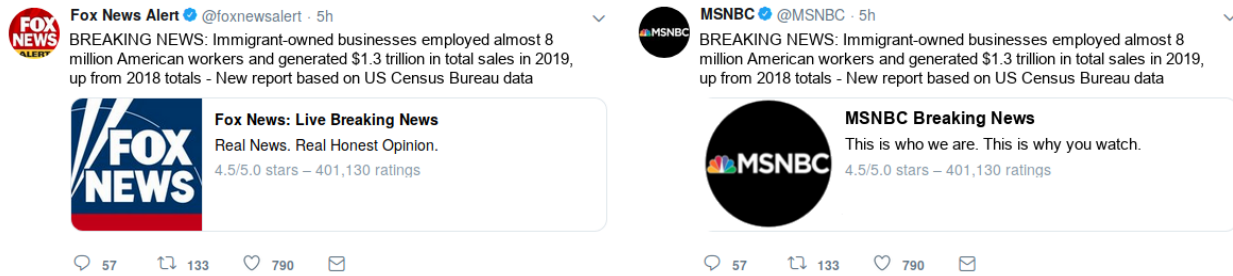 FOX
NEWS
ALERT
Fox News Alert @foxnewsalert · 5h
BREAKING NEWS: Immigrant-owned businesses employed almost 8
million American workers and generated $1.3 trillion in total sales in 2019,
up from 2018 totals - New report based on US Census Bureau data
FOX
NEWS
Fox News: Live Breaking News
Real News. Real Honest Opinion.
4.5/5.0 stars – 401,130 ratings
57 133 790
MSNBC
MSNBC @MSNBC · 5h
BREAKING NEWS: Immigrant-owned businesses employed almost 8
million American workers and generated $1.3 trillion in total sales in 2019,
up from 2018 totals - New report based on US Census Bureau data
MSNBC
MSNBC Breaking News
This is who we are. This is why you watch.
4.5/5.0 stars – 401,130 ratings
57 133 790